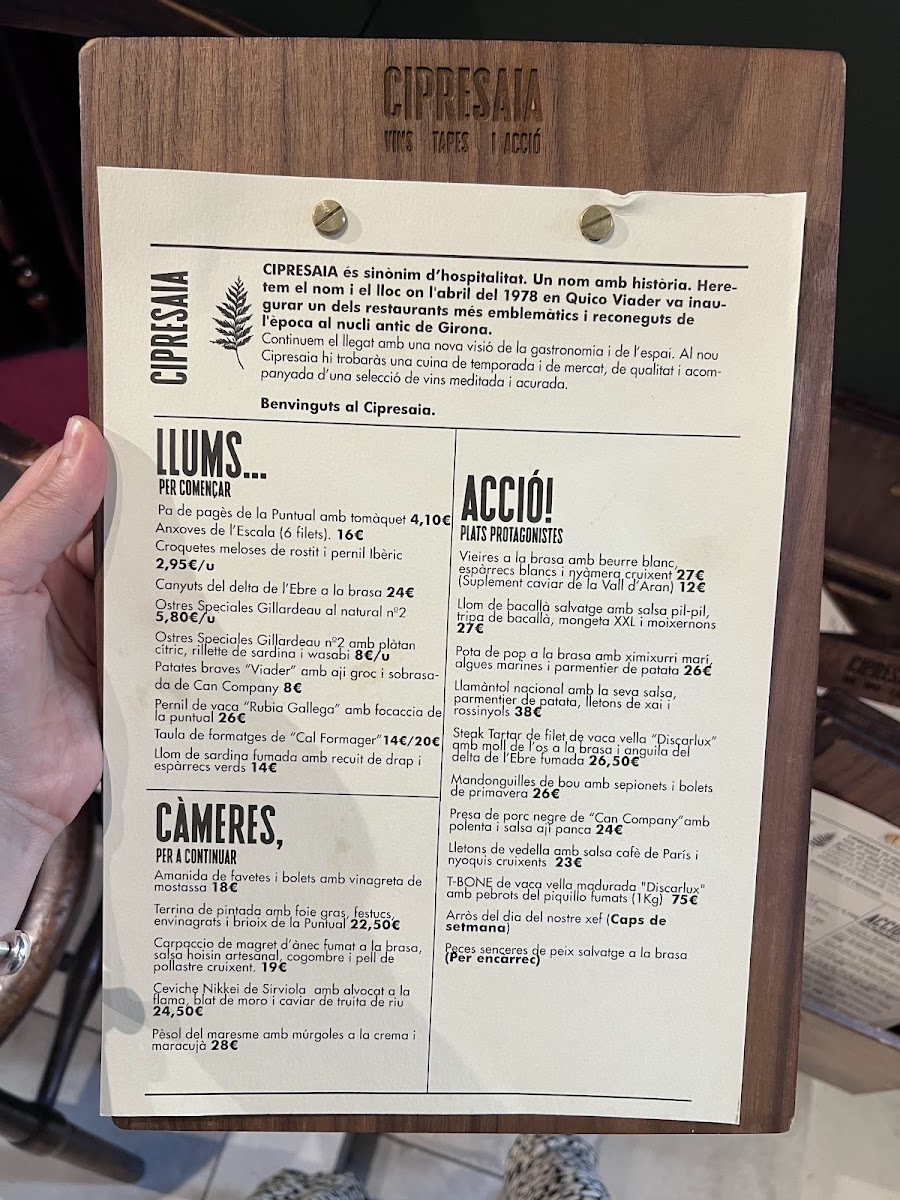 CIPRESAIA
VINS TAPES I ACCIÓ
CIPRESAIA
CIPRESAIA és sinònim d'hospitalitat. Un nom amb història. Here-
tem el nom i el lloc on l'abril del 1978 en Quico Viader va inau-
gurar un dels restaurants més emblemàtics i reconeguts de
l'època al nucli antic de Girona.
Continuem el llegat amb una nova visió de la gastronomia i de l'espai. Al nou
Cipresaia hi trobaràs una cuina de temporada i de mercat, de qualitat i acom-
panyada d'una selecció de vins meditada i acurada.
Benvinguts al Cipresaia.
LLUMS...
PER COMENÇAR
Pa de pagès de la Puntual amb tomàquet 4,10€
Anxoves de l'Escala (6 filets). 16€
Croquetes meloses de rostit i pernil Ibèric
2,95€/u
Canyuts del delta de l'Ebre a la brasa 24€
Ostres Speciales Gillardeau al natural nº2
5,80€/u
Ostres Speciales Gillardeau nº2 amb plàtan
cítric, rillette de sardina i wasabi 8€/u
Patates braves "Viader" amb aji groc i sobrasa-
da de Can Company 8€
Pernil de vaca "Rubia Gallega" amb focaccia de
la puntual 26€
Taula de formatges de "Cal Formager" 14€/20€
Llom de sardina fumada amb recuit de drap i
espàrrecs verds 14€
CÀMERES,
PER A CONTINUAR
Amanida de favetes i bolets amb vinagreta de
mostassa 18€
Terrina de pintada amb foie gras, festucs,
envinagrats i brioix de la Puntual 22,50€
Carpaccio de magret d'ànec fumat a la brasa,
salsa hoisin artesanal, cogombre i pell de
pollastre cruixent. 19€
Ceviche Nikkei de Sirviola amb alvocat a la
flama, blat de moro i caviar de truita de riu
24,50€
Pèsol del maresme amb múrgoles a la crema i
maracujà 28€
ACCIÓ!
PLATS PROTAGONISTES
Vieires a la brasa amb beurre blanc,
espàrrecs blancs i nyàmera cruixent 27€
(Suplement caviar de la Vall d'Aran) 12€
Llom de bacallà salvatge amb salsa pil-pil,
tripa de bacallà, mongeta XXL i moixernons
27€
Pota de pop a la brasa amb ximixurri marí,
algues marines i parmentier de patata 26€
Llamàntol nacional amb la seva salsa,
parmentier de patata, lletons de xai i
rossinyols 38€
Steak Tartar de filet de vaca vella "Discarlux"
amb moll de l'os a la brasa i anguila del
delta de l'Ebre fumada 26,50€
Mandonguilles de bou amb sepionets i bolets
de primavera 26€
Presa de porc negre de "Can Company"amb
polenta i salsa ají panca 24€
Lletons de vedella amb salsa cafè de París i
nyoquis cruixents 23€
T-BONE de vaca vella madurada "Discarlux"
amb pebrots del piquillo fumats (1Kg) 75€
Arròs del dia del nostre xef (Caps de
setmana)
Peces senceres de peix salvatge a la brasa
(Per encàrrec)